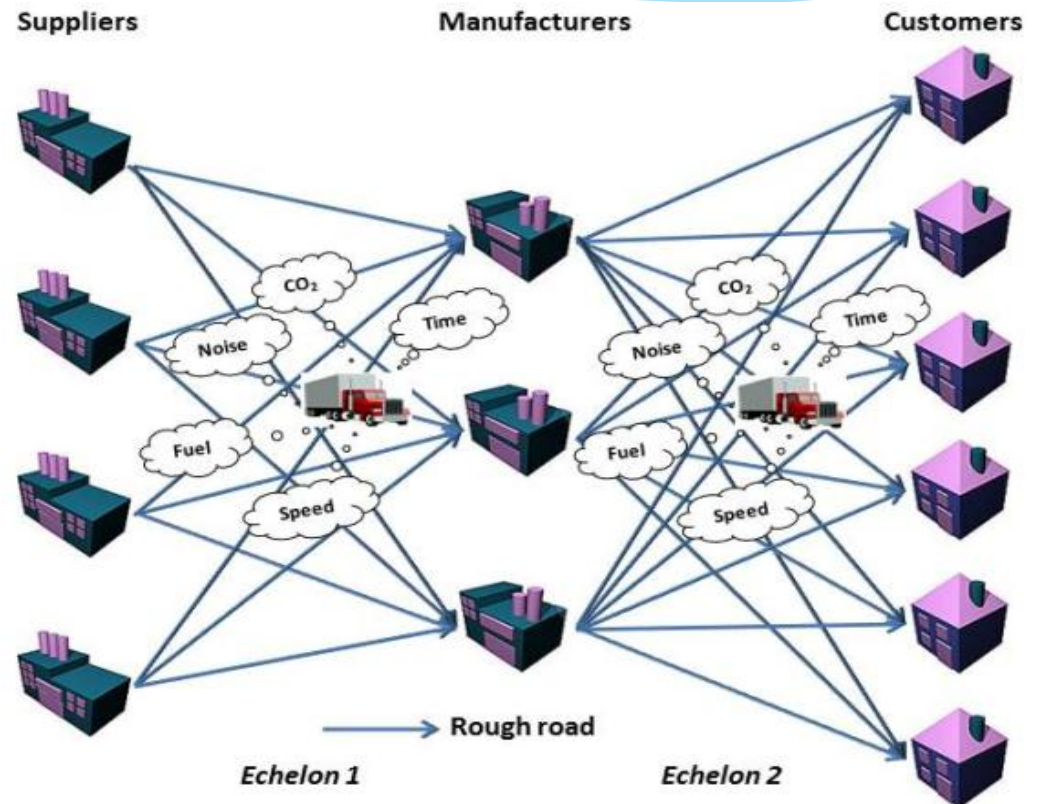 Suppliers
Manufacturers
Customers
CO₂
Time
Noise
Fuel
Speed
CO₂
Time
Noise
Fuel
Speed
Rough road
Echelon 1
Echelon 2